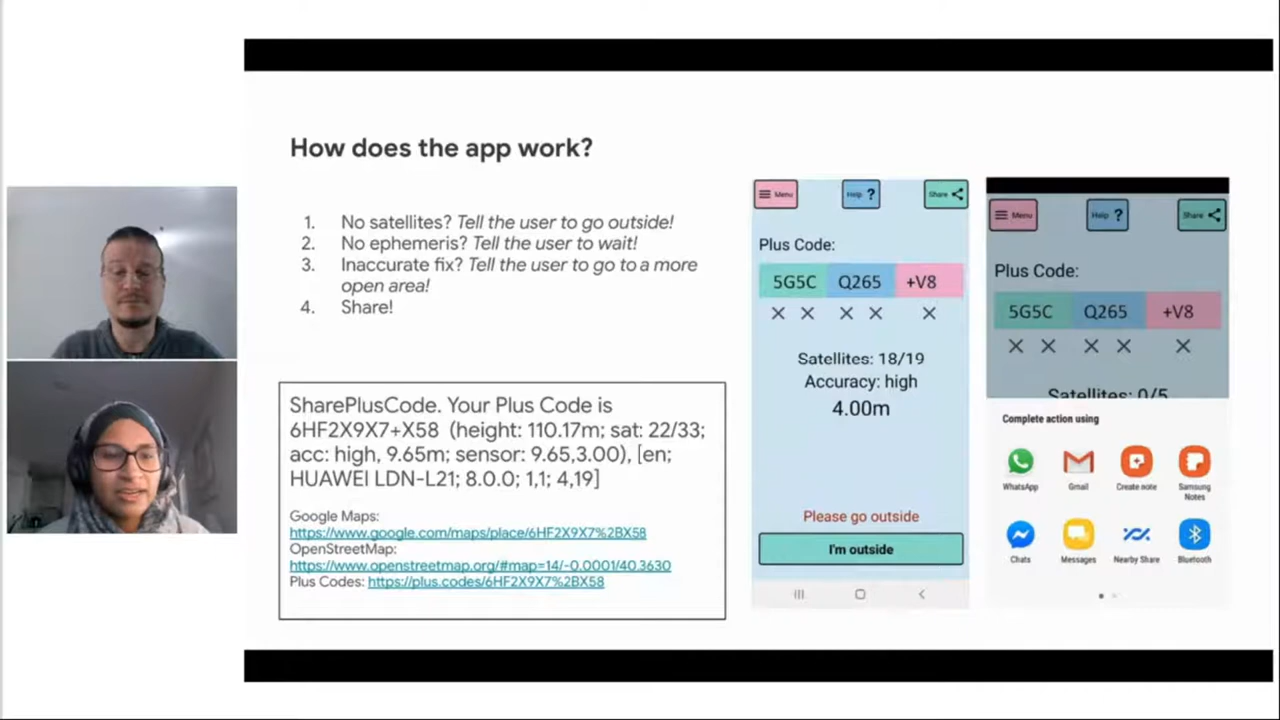 How does the app work?
1. No satellites? Tell the user to go outside!
2. No ephemeris? Tell the user to wait!
3. Inaccurate fix? Tell the user to go to a more
open area!
4. Share!
SharePlusCode. Your Plus Code is
6HF2X9X7+X58 (height: 110.17m; sat: 22/33;
acc: high, 9.65m; sensor: 9.65,3.00), [en;
HUAWEI LDN-L21; 8.0.0; 1,1; 4,19]
Google Maps:
https://www.google.com/maps/place/6HF2X9X7%2BX58
OpenStreetMap:
https://www.openstreetmap.org/#map=14/-0.0001/40.3630
Plus Codes: https://plus.codes/6HF2X9X7%2BX58
Menu Help ? Share
Plus Code:
5G5C Q265 +V8
Satellites: 18/19
Accuracy: high
4.00m
Please go outside
I'm outside
Menu Help ? Share
Plus Code:
5G5C Q265 +V8
Satellites: 0/5
Complete action using
WhatsApp Gmail Create note Samsung
Notes
Chats Messages Nearby Share Bluetooth